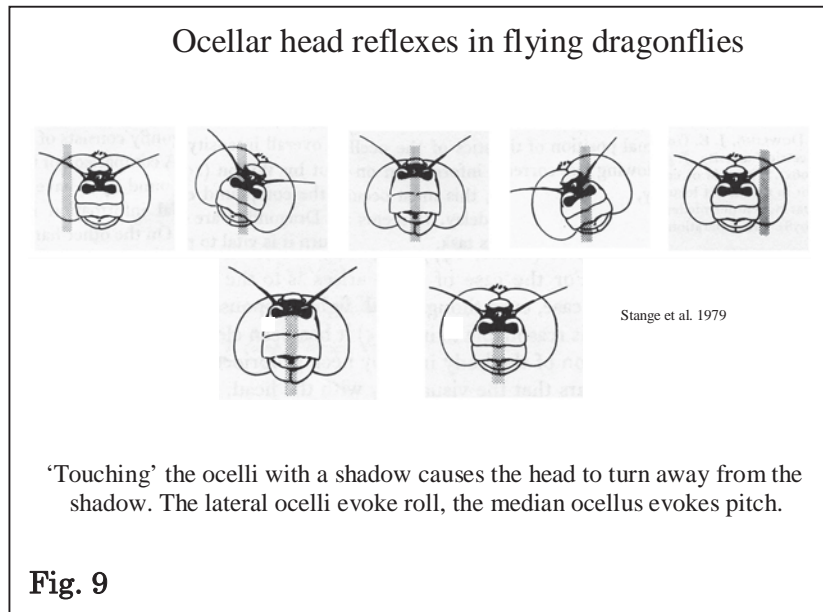 Ocellar head reflexes in flying dragonflies
Stange et al. 1979
‘Touching’ the ocelli with a shadow causes the head to turn away from the
shadow. The lateral ocelli evoke roll, the median ocellus evokes pitch.
Fig. 9